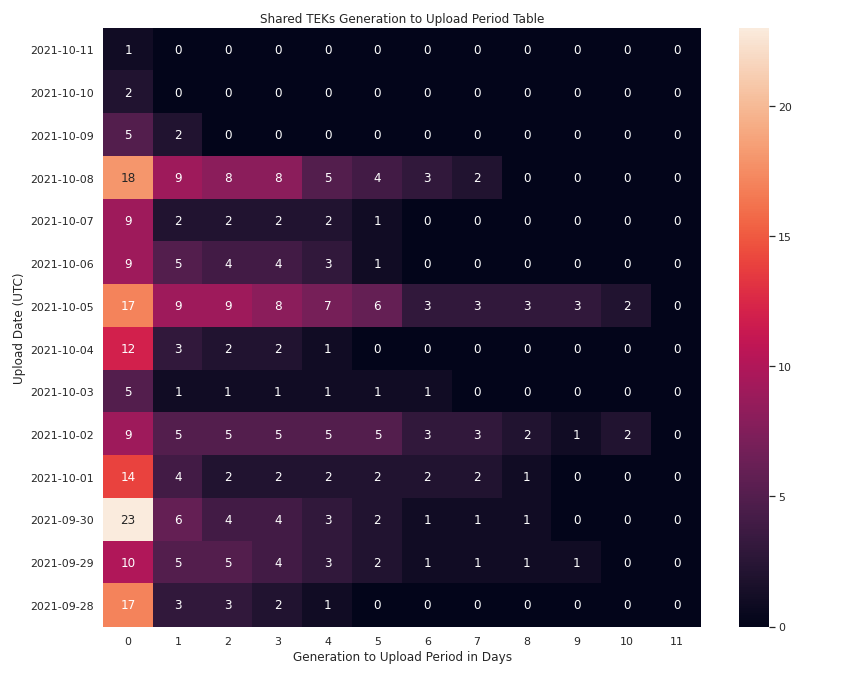 Shared TEKs Generation to Upload Period Table
Upload Date (UTC)
2021-10-11 1 0 0 0 0 0 0 0 0 0 0 0
2021-10-10 2 0 0 0 0 0 0 0 0 0 0 0
2021-10-09 5 2 0 0 0 0 0 0 0 0 0 0
2021-10-08 18 9 8 8 5 4 3 2 0 0 0 0
2021-10-07 9 2 2 2 2 1 0 0 0 0 0 0
2021-10-06 9 5 4 4 3 1 0 0 0 0 0 0
2021-10-05 17 9 9 8 7 6 3 3 3 3 2 0
2021-10-04 12 3 2 2 1 0 0 0 0 0 0 0
2021-10-03 5 1 1 1 1 1 1 0 0 0 0 0
2021-10-02 9 5 5 5 5 5 3 3 2 1 2 0
2021-10-01 14 4 2 2 2 2 2 2 1 0 0 0
2021-09-30 23 6 4 4 3 2 1 1 1 0 0 0
2021-09-29 10 5 5 4 3 2 1 1 1 1 0 0
2021-09-28 17 3 3 2 1 0 0 0 0 0 0 0
0 1 2 3 4 5 6 7 8 9 10 11
Generation to Upload Period in Days
20
15
10
5
0